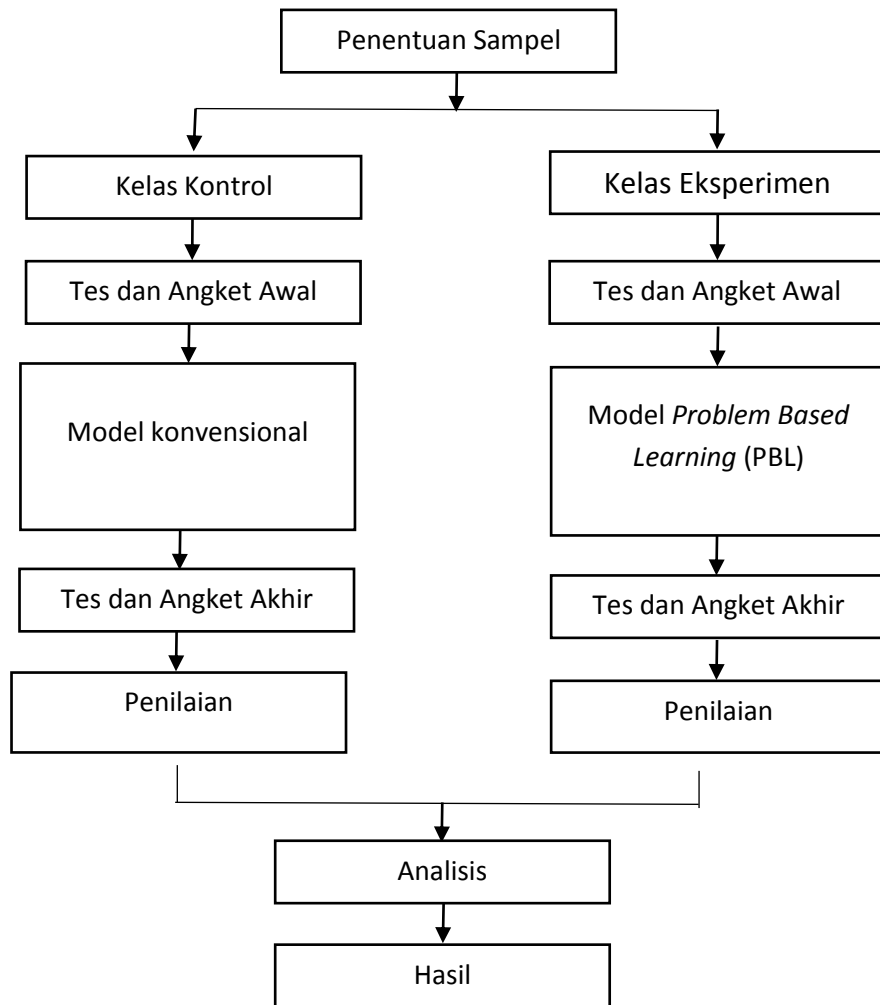 Penentuan Sampel
Kelas Kontrol
Kelas Eksperimen
Tes dan Angket Awal
Tes dan Angket Awal
Model konvensional
Model Problem Based
Learning (PBL)
Tes dan Angket Akhir
Tes dan Angket Akhir
Penilaian
Penilaian
Analisis
Hasil